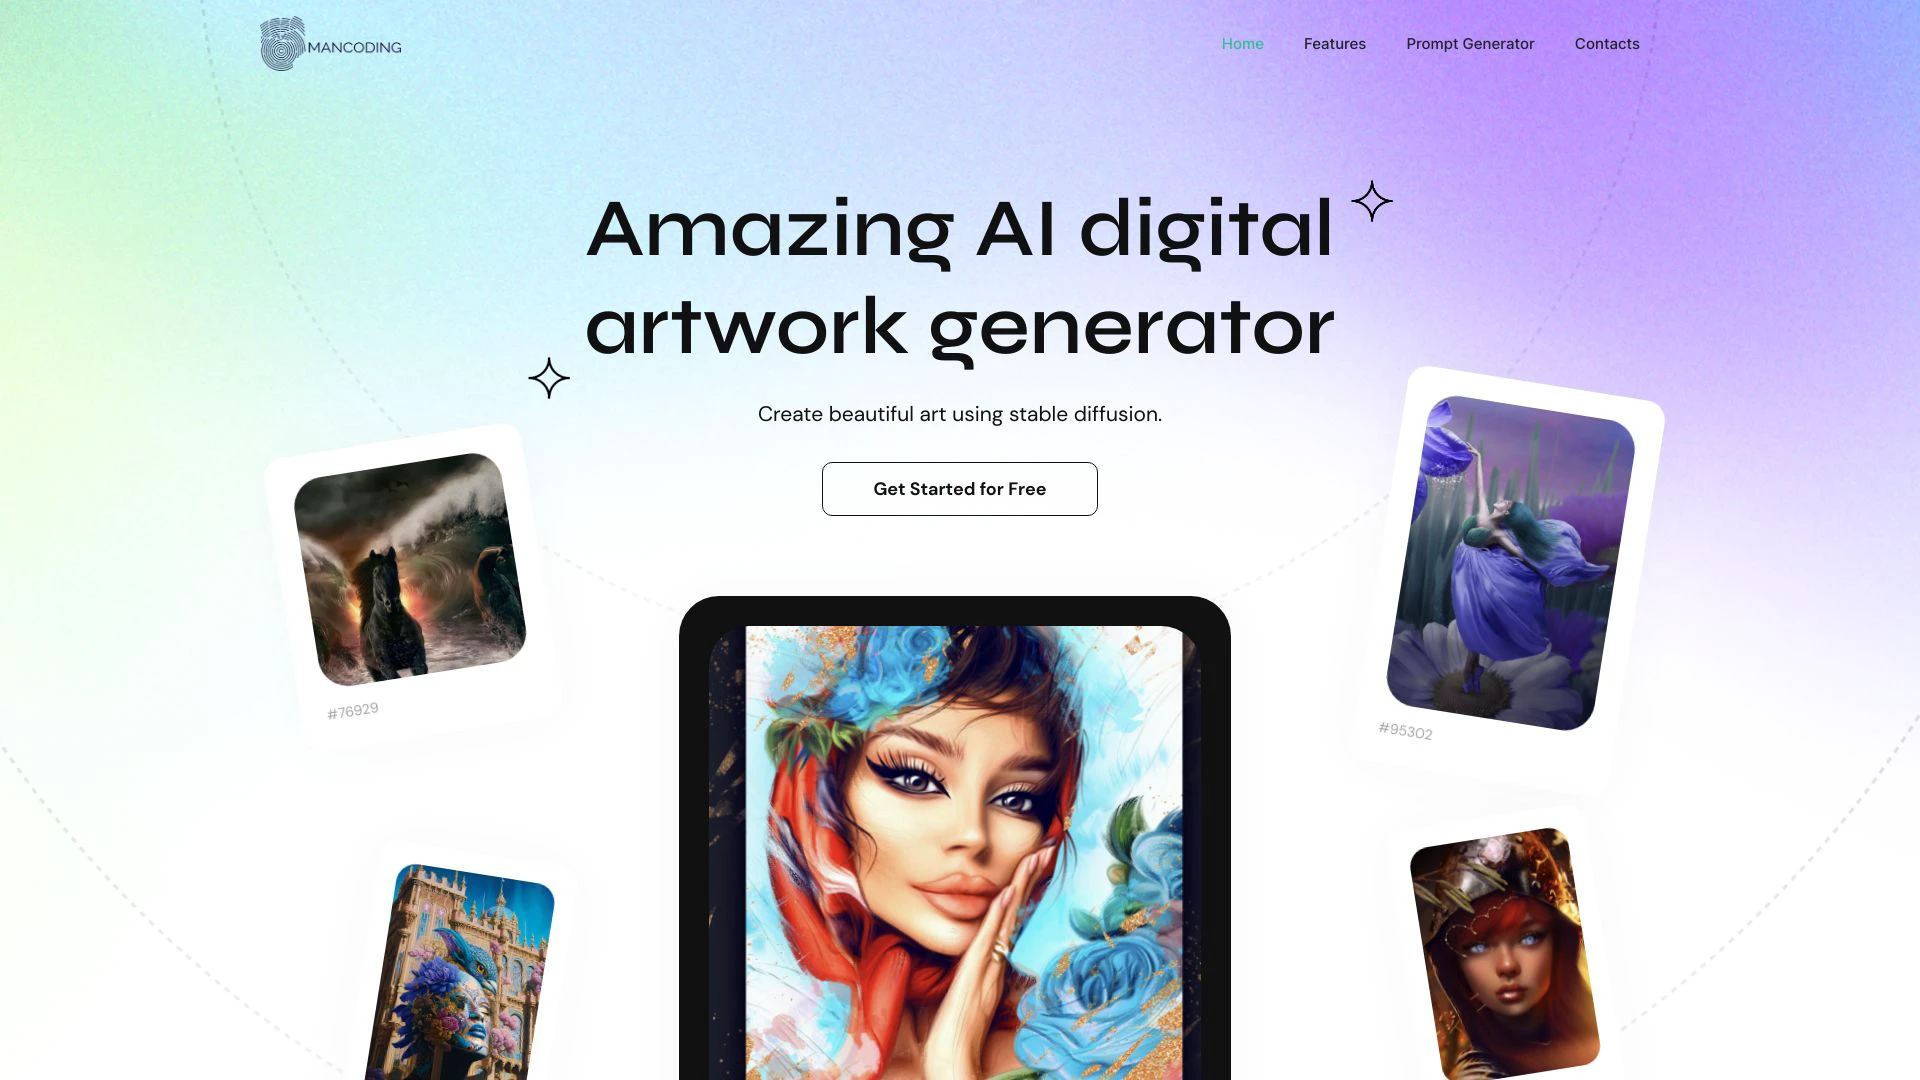 MANCODING
Home
Features
Prompt Generator
Contacts
Amazing AI digital
artwork generator
Create beautiful art using stable diffusion.
Get Started for Free
#76929
#95302